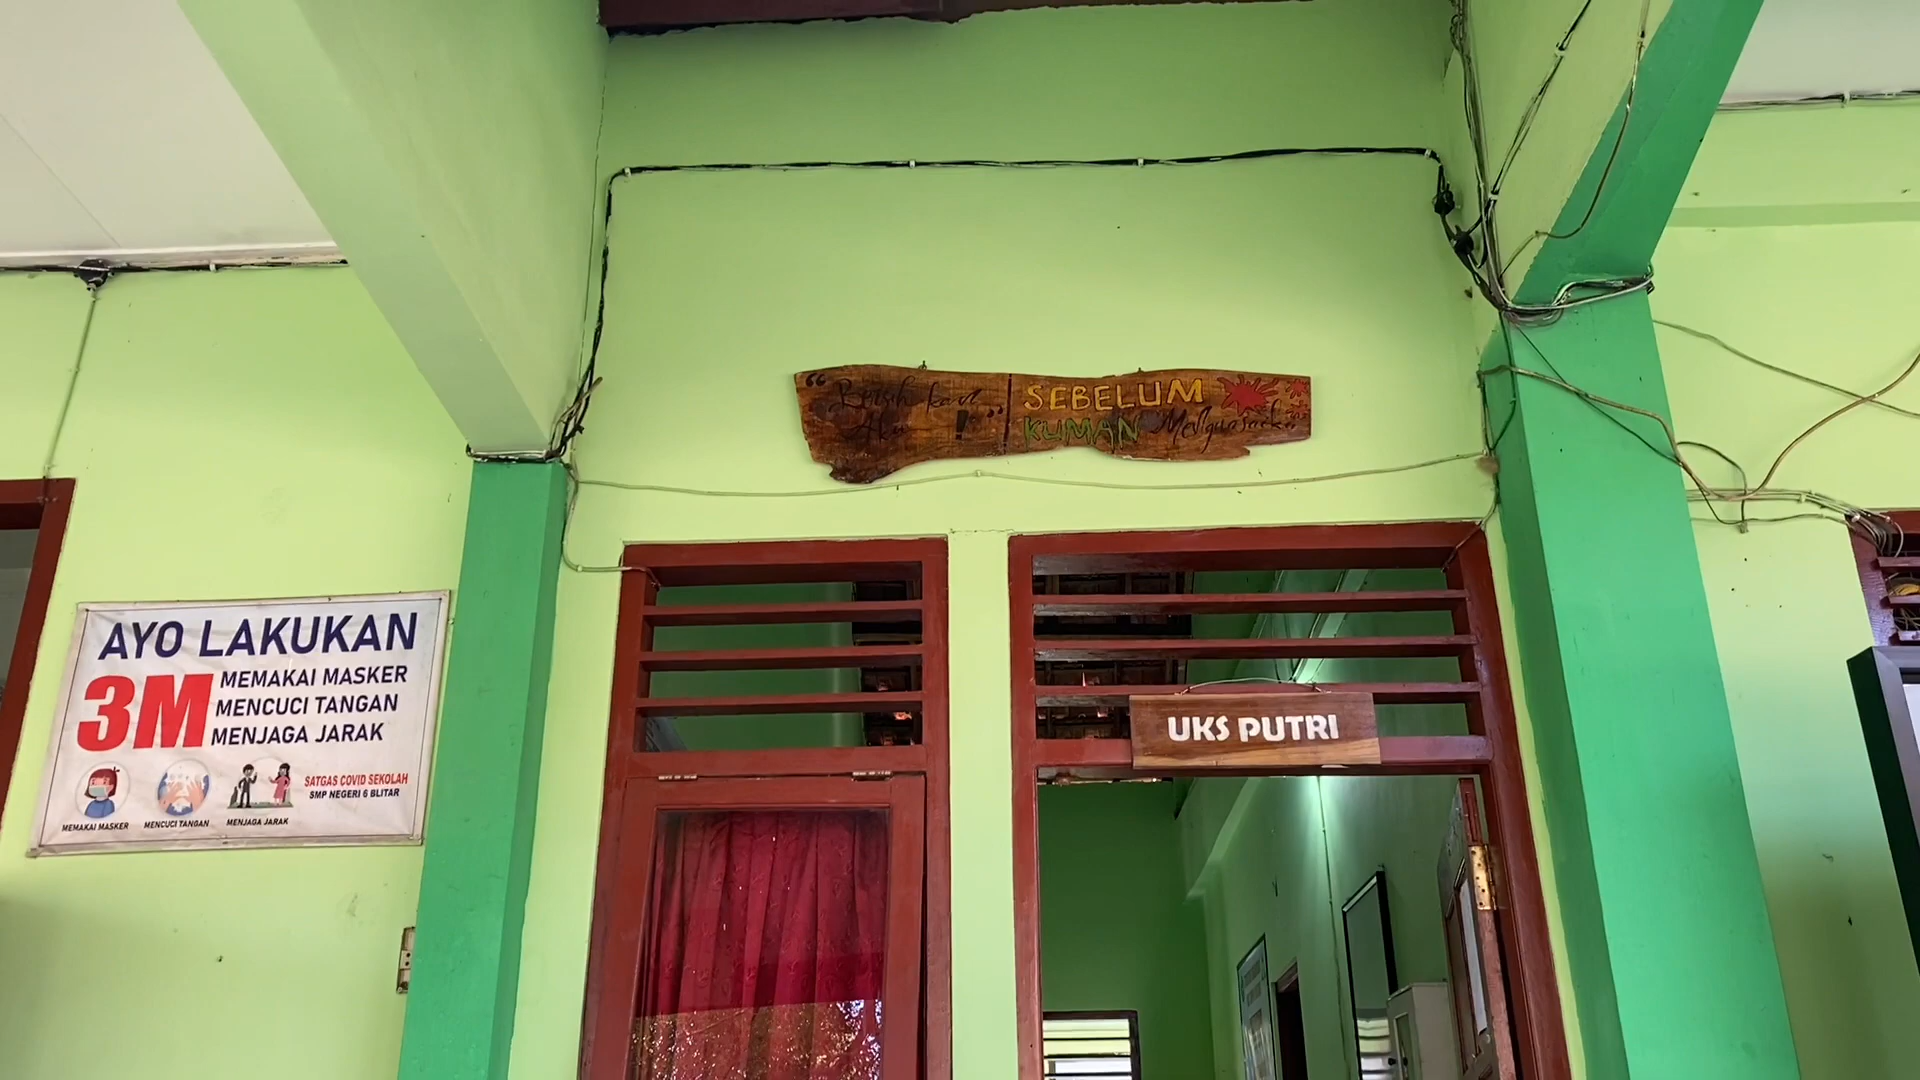 “Bersih kan
Aku !”
SEBELUM
KUMAN Menguasaiku
AYO LAKUKAN
3M
MEMAKAI MASKER
MENCUCI TANGAN
MENJAGA JARAK
SATGAS COVID SEKOLAH
SMP NEGERI 6 BLITAR
MEMAKAI MASKER
MENCUCI TANGAN
MENJAGA JARAK
UKS PUTRI